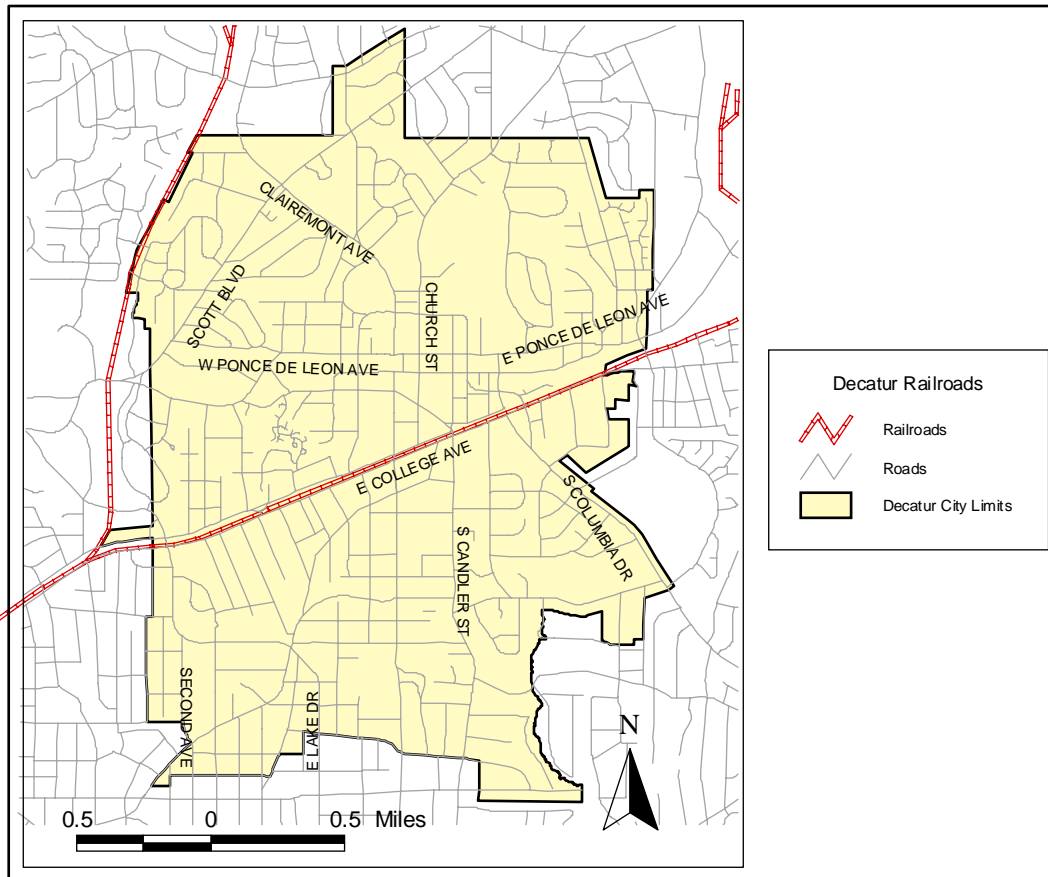 CLAIREMONT AVE
SCOTT BLVD
CHURCH ST
E PONCE DE LEON AVE
W PONCE DE LEON AVE
E COLLEGE AVE
S COLUMBIA DR
S CANDLER ST
SECOND AVE
E LAKE DR
N
0.5 0 0.5 Miles
Decatur Railroads
Railroads
Roads
Decatur City Limits